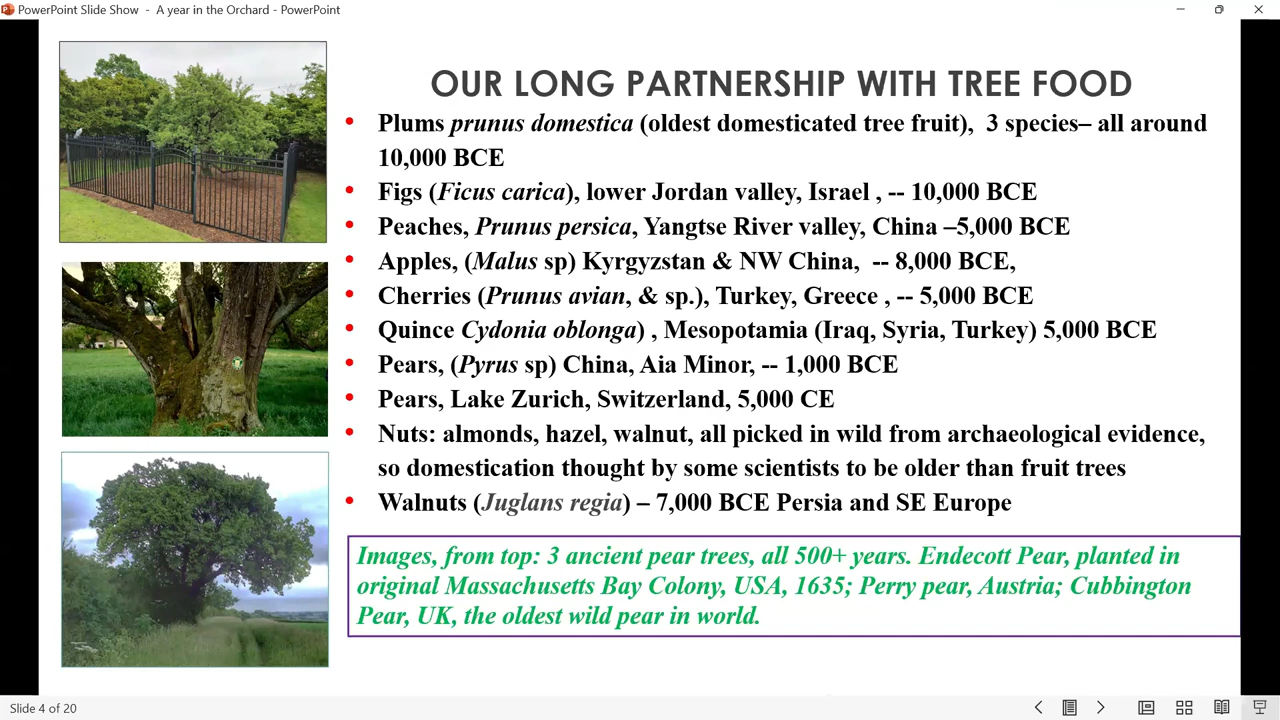 PowerPoint Slide Show - A year in the Orchard - PowerPoint
OUR LONG PARTNERSHIP WITH TREE FOOD
• Plums prunus domestica (oldest domesticated tree fruit), 3 species– all around
10,000 BCE
• Figs (Ficus carica), lower Jordan valley, Israel , -- 10,000 BCE
• Peaches, Prunus persica, Yangtse River valley, China –5,000 BCE
• Apples, (Malus sp) Kyrgyzstan & NW China, -- 8,000 BCE,
• Cherries (Prunus avian, & sp.), Turkey, Greece , -- 5,000 BCE
• Quince Cydonia oblonga) , Mesopotamia (Iraq, Syria, Turkey) 5,000 BCE
• Pears, (Pyrus sp) China, Aia Minor, -- 1,000 BCE
• Pears, Lake Zurich, Switzerland, 5,000 CE
• Nuts: almonds, hazel, walnut, all picked in wild from archaeological evidence,
so domestication thought by some scientists to be older than fruit trees
• Walnuts (Juglans regia) – 7,000 BCE Persia and SE Europe
Images, from top: 3 ancient pear trees, all 500+ years. Endecott Pear, planted in
original Massachusetts Bay Colony, USA, 1635; Perry pear, Austria; Cubbington
Pear, UK, the oldest wild pear in world.
Slide 4 of 20